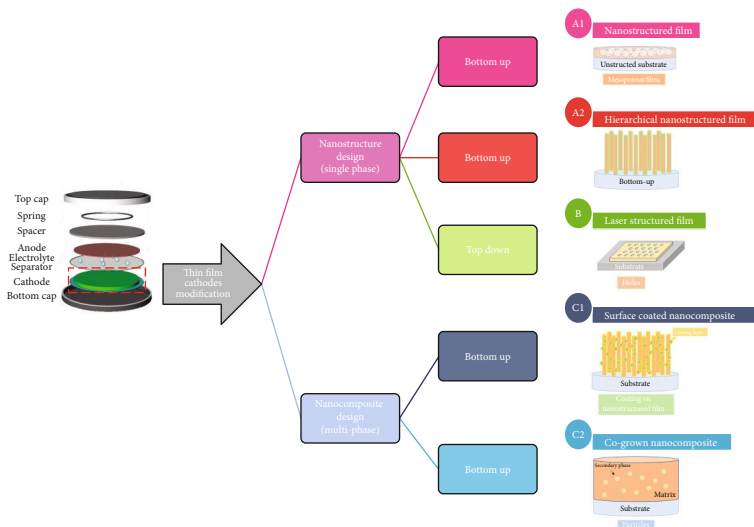 Top cap
Spring
Spacer
Anode
Electrolyte
Separator
Cathode
Bottom cap
Thin film
cathodes
modification
Nanostructure
design
(single phase)
Nanocomposite
design
(multi-phase)
Bottom up
Bottom up
Top down
Bottom up
Bottom up
A1
Nanostructured film
Unstructed substrate
Mesoporous films
A2
Hierarchical nanostructured film
Bottom-up
B
Laser structured film
Substrate
Holes
C1
Surface coated nanocomposite
Substrate
Coating on
nanostructured film
C2
Co-grown nanocomposite
Secondary phase
Matrix
Substrate
Particles